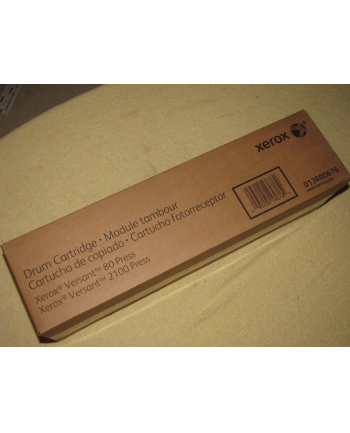 xerox
Drum Cartridge • Module tambour
Cartucho de copiado • Cartucho fotorreceptor
Xerox® Versant™ 80 Press
Xerox® Versant™ 2100 Press
013R00676